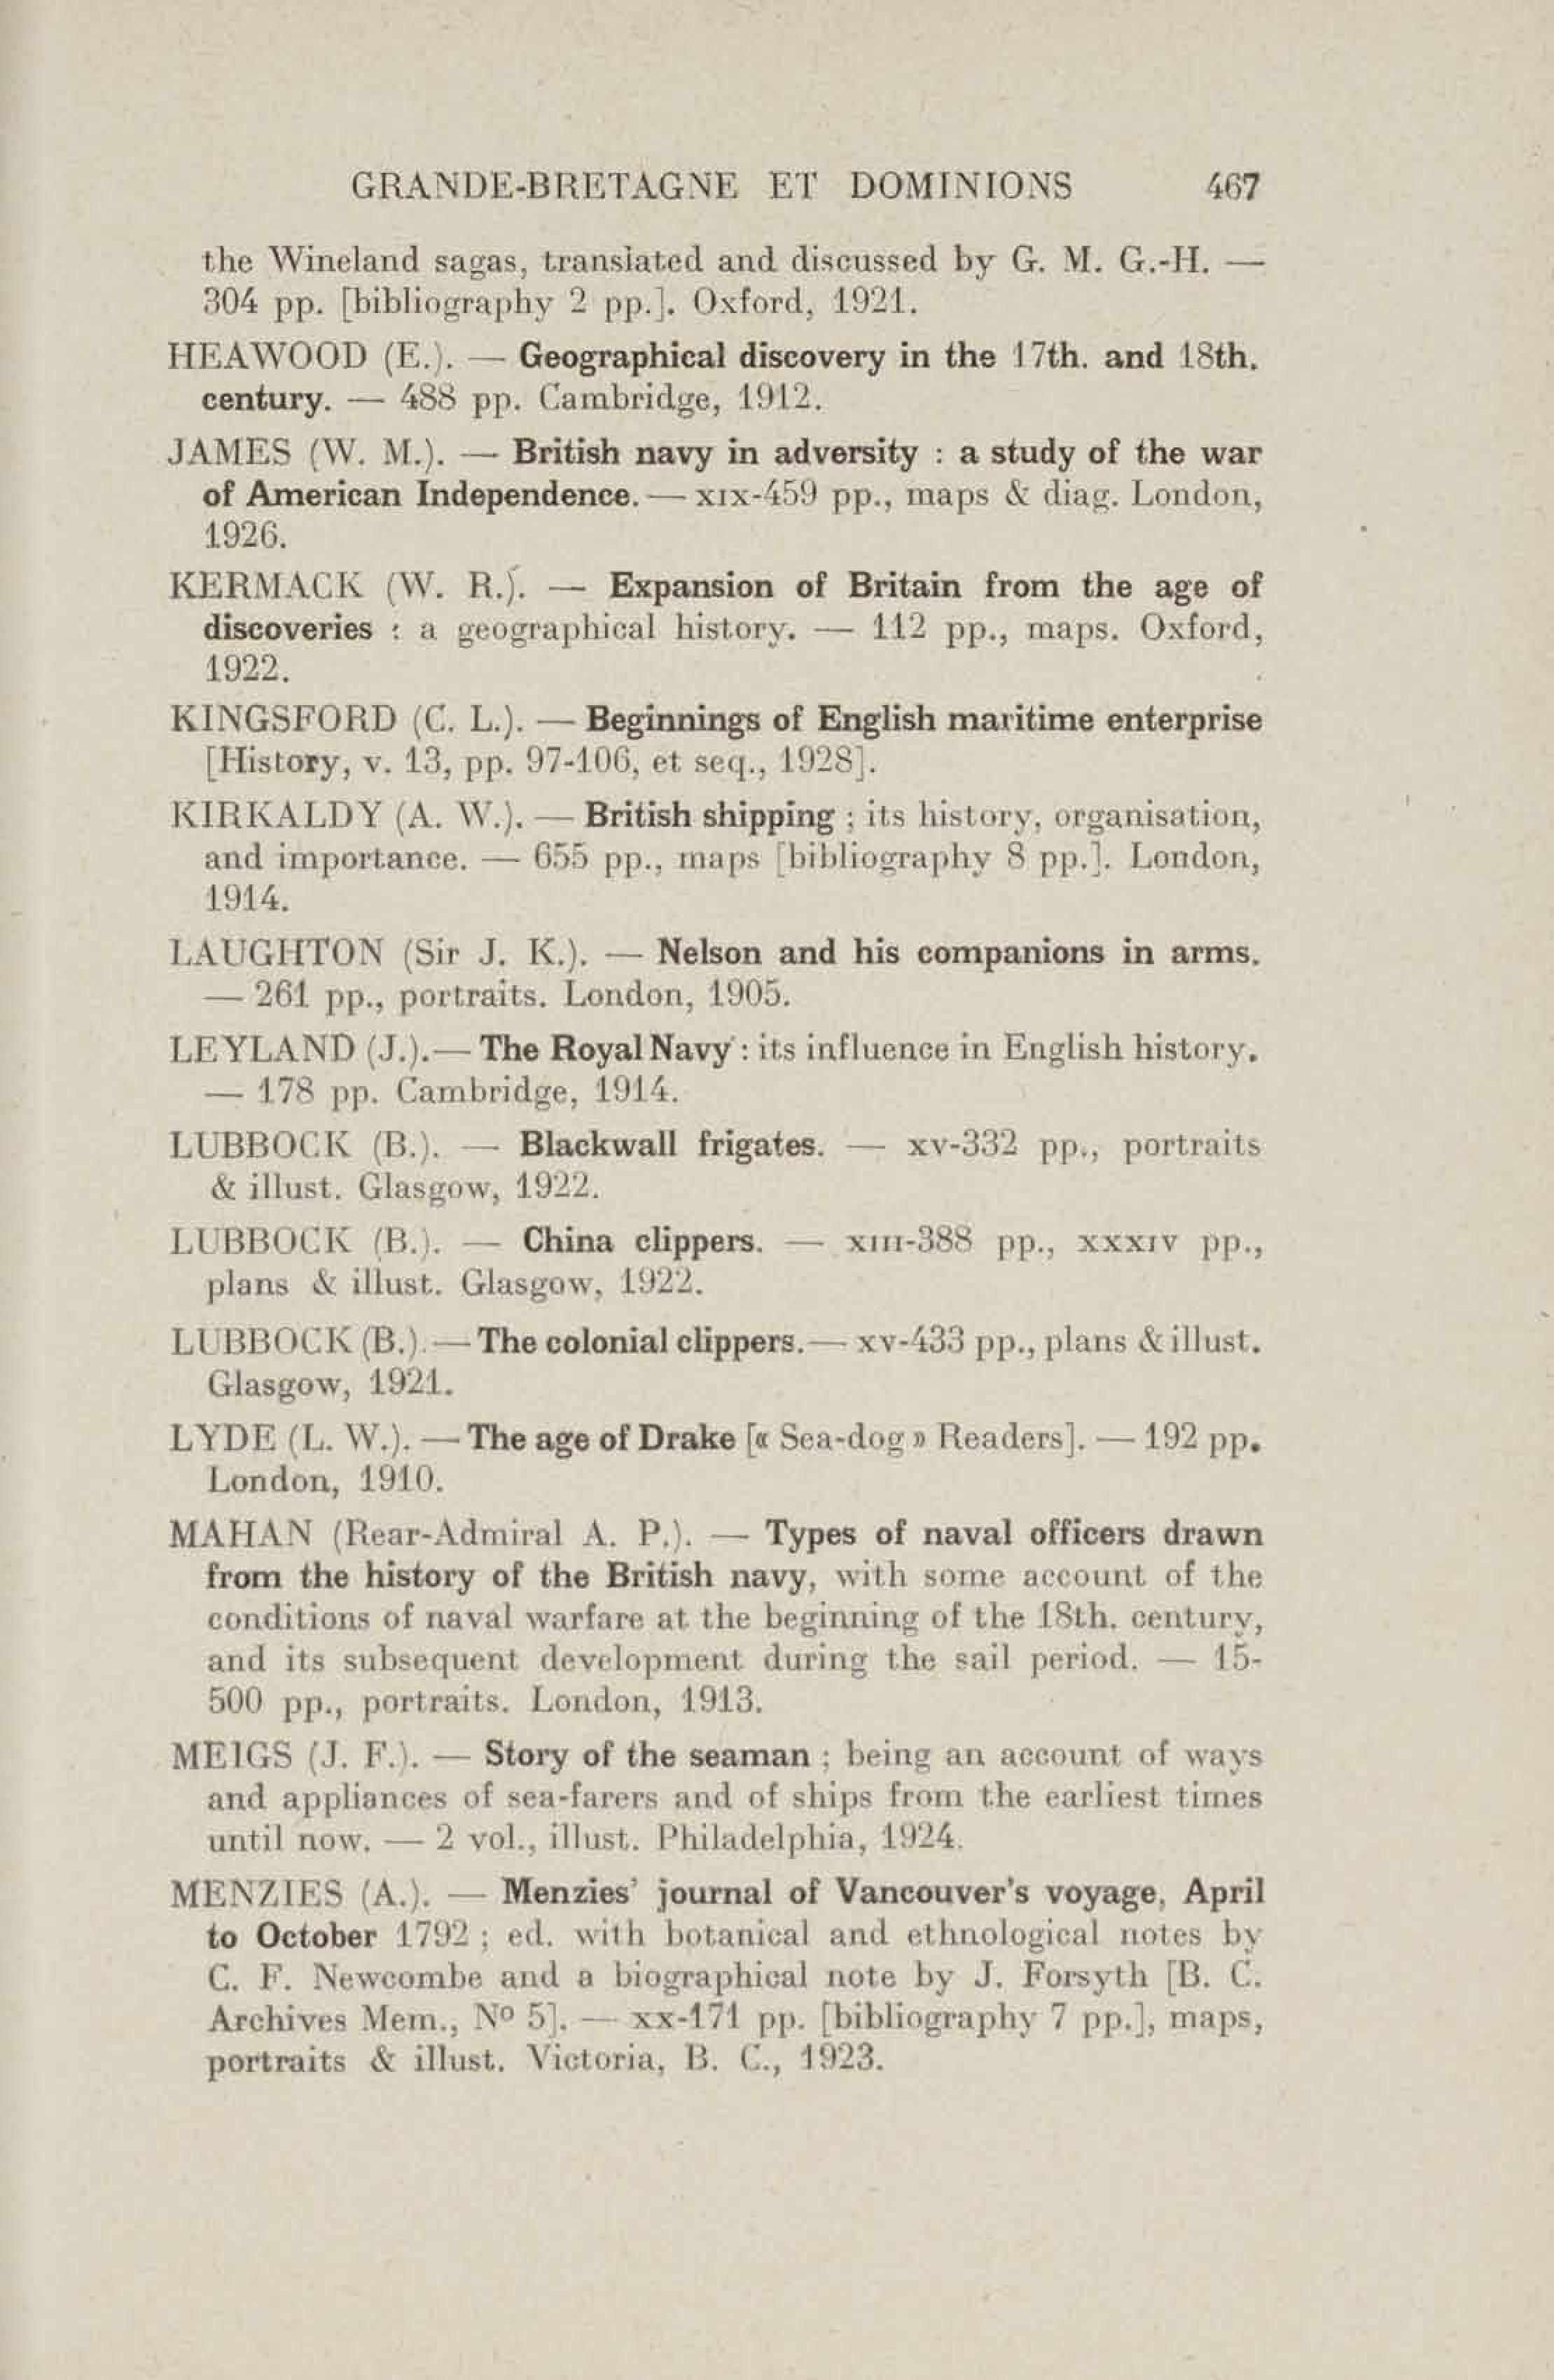 GRANDE-BRETAGNE ET DOMINIONS 467
the Wineland sagas, translated and discussed by G. M. G.-H. —
304 pp. [bibliography 2 pp.]. Oxford, 1921.
HEAWOOD (E.). — Geographical discovery in the 17th. and 18th.
century. — 488 pp. Cambridge, 1912.
JAMES (W. M.). — British navy in adversity : a study of the war
of American Independence. — XIX-459 pp., maps & diag. London,
1926.
KERMACK (W. R.). — Expansion of Britain from the age of
discoveries : a geographical history. — 112 pp., maps. Oxford,
1922.
KINGSFORD (C. L.). — Beginnings of English maritime enterprise
[History, v. 13, pp. 97-106, et seq., 1928].
KIRKALDY (A. W.). — British shipping ; its history, organisation,
and importance. — 655 pp., maps [bibliography 8 pp.]. London,
1914.
LAUGHTON (Sir J. K.). — Nelson and his companions in arms.
— 261 pp., portraits. London, 1905.
LEYLAND (J.). — The Royal Navy : its influence in English history.
— 178 pp. Cambridge, 1914.
LUBBOCK (B.). — Blackwall frigates. — XV-332 pp., portraits
& illust. Glasgow, 1922.
LUBBOCK (B.). — China clippers. — XIII-388 pp., XXXIV pp.,
plans & illust. Glasgow, 1922.
LUBBOCK (B.). — The colonial clippers. — XV-433 pp., plans & illust.
Glasgow, 1921.
LYDE (L. W.). — The age of Drake [« Sea-dog » Readers]. — 192 pp.
London, 1910.
MAHAN (Rear-Admiral A. P.). — Types of naval officers drawn
from the history of the British navy, with some account of the
conditions of naval warfare at the beginning of the 18th. century,
and its subsequent development during the sail period. — 15-
500 pp., portraits. London, 1913.
MEIGS (J. F.). — Story of the seaman ; being an account of ways
and appliances of sea-farers and of ships from the earliest times
until now. — 2 vol., illust. Philadelphia, 1924.
MENZIES (A.). — Menzies' journal of Vancouver's voyage, April
to October 1792 ; ed. with botanical and ethnological notes by
C. F. Newcombe and a biographical note by J. Forsyth [B. C.
Archives Mem., Nº 5]. — XX-171 pp. [bibliography 7 pp.], maps,
portraits & illust. Victoria, B. C., 1923.